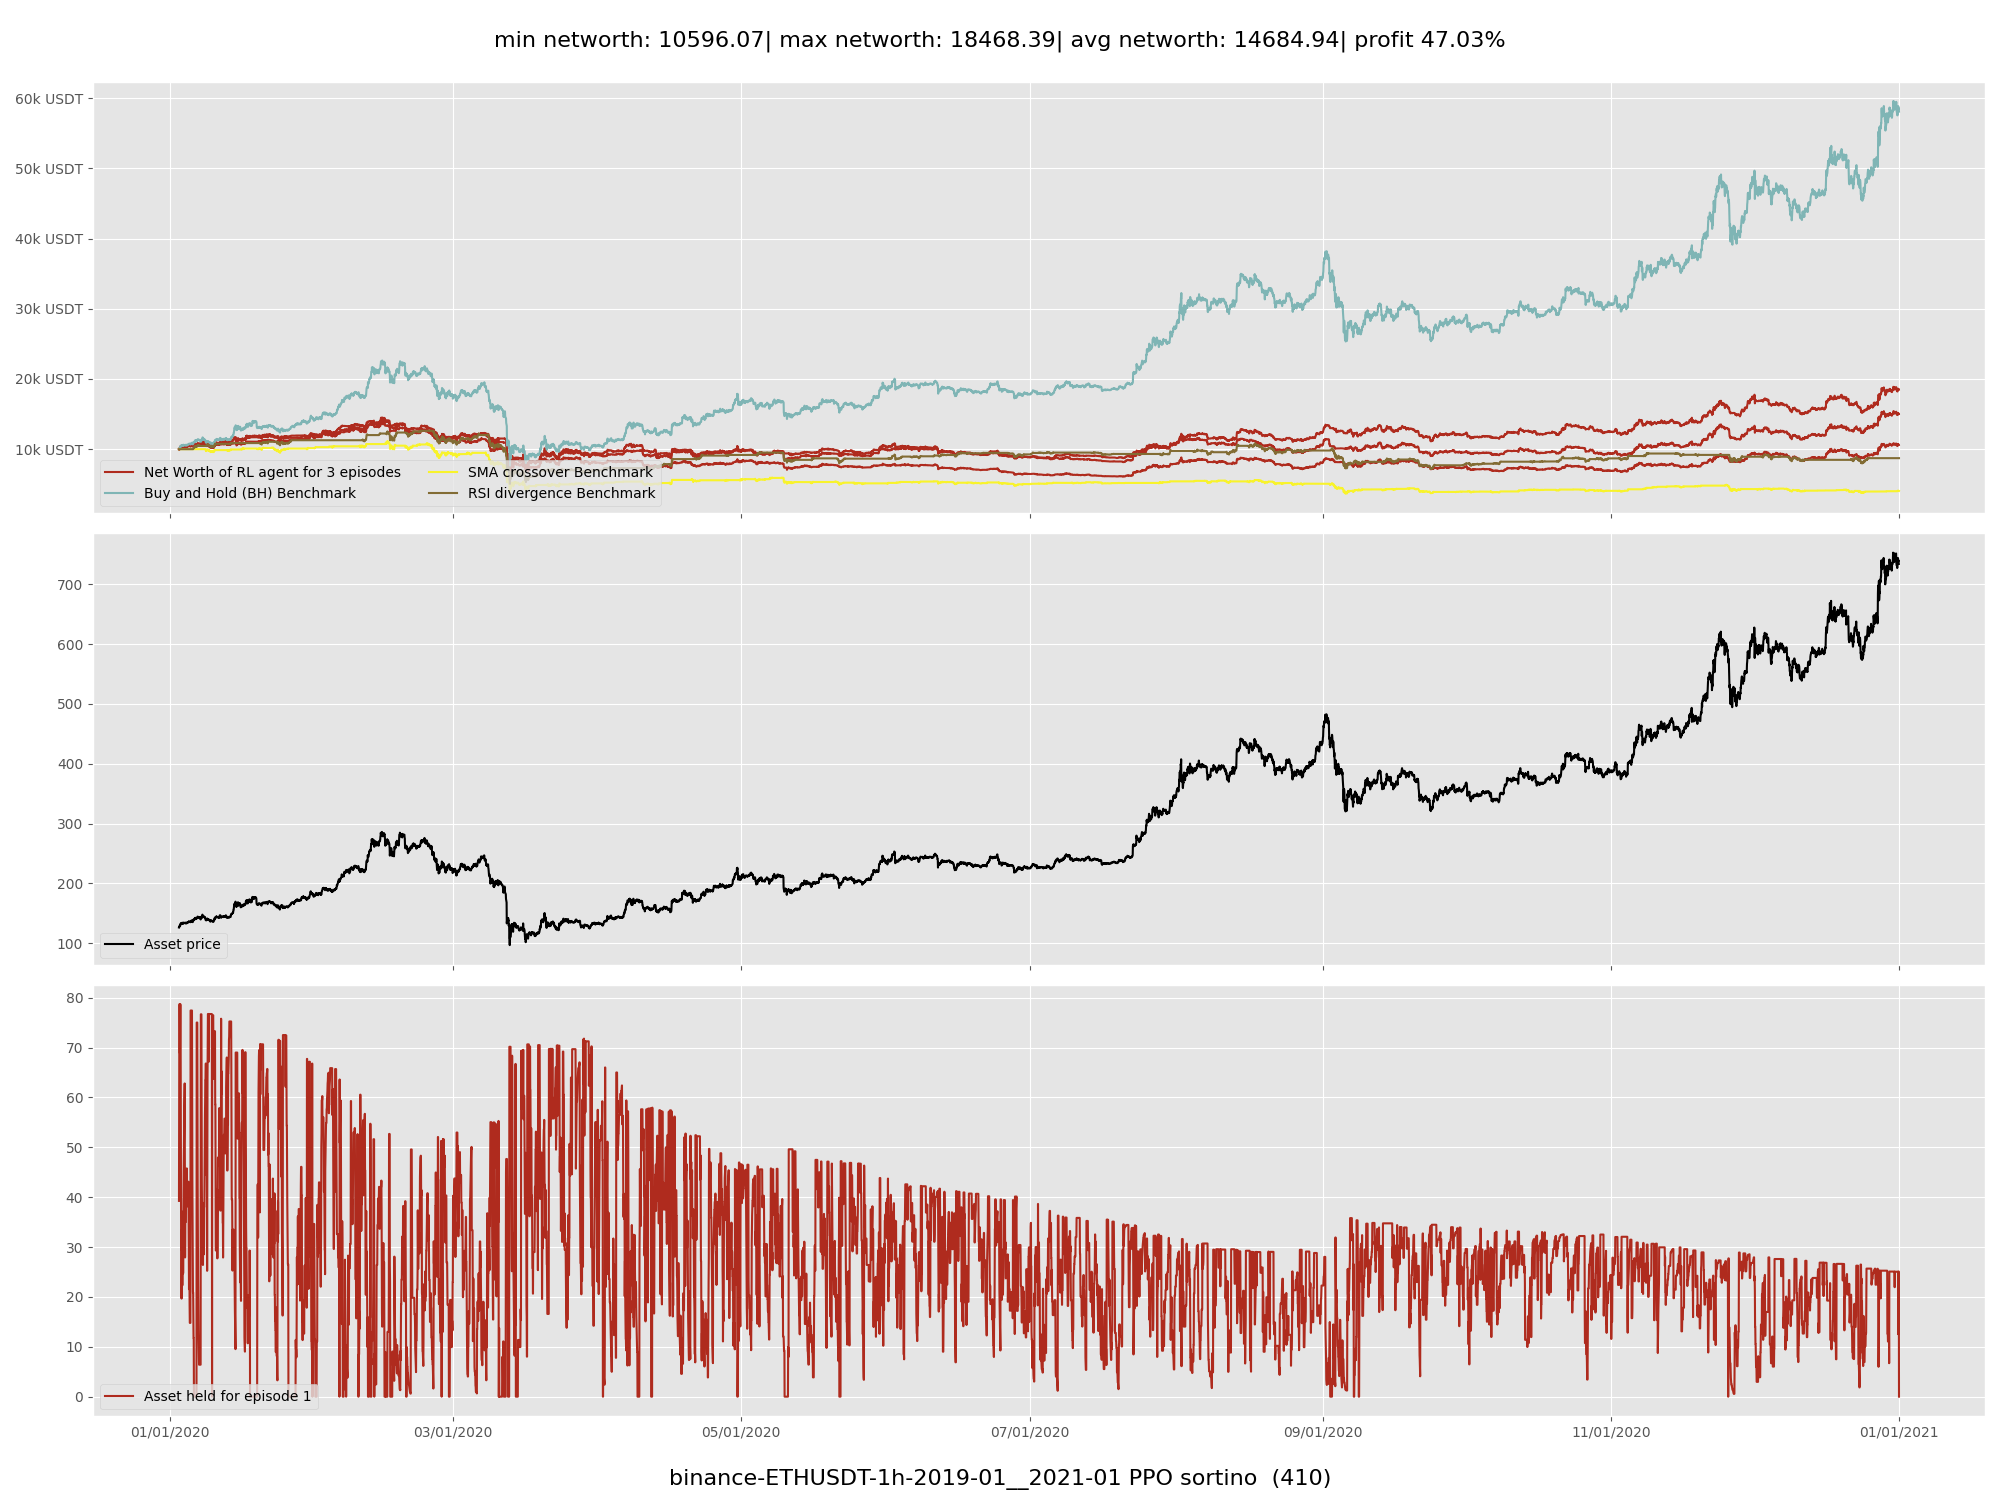 min networth: 10596.07| max networth: 18468.39| avg networth: 14684.94| profit 47.03%
60k USDT
50k USDT
40k USDT
30k USDT
20k USDT
10k USDT
Net Worth of RL agent for 3 episodes
Buy and Hold (BH) Benchmark
SMA crossover Benchmark
RSI divergence Benchmark
700
600
500
400
300
200
100
Asset price
80
70
60
50
40
30
20
10
0
Asset held for episode 1
01/01/2020 03/01/2020 05/01/2020 07/01/2020 09/01/2020 11/01/2020 01/01/2021
binance-ETHUSDT-1h-2019-01__2021-01 PPO sortino (410)